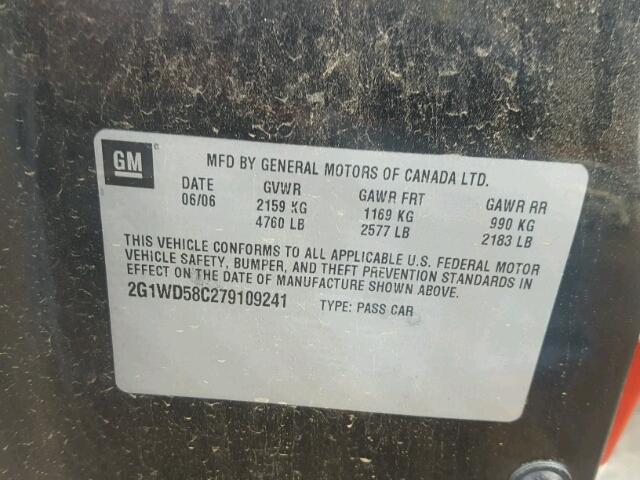 GM
MFD BY GENERAL MOTORS OF CANADA LTD.
DATE GVWR GAWR FRT GAWR RR
06/06 2159 KG 1169 KG 990 KG
4760 LB 2577 LB 2183 LB
THIS VEHICLE CONFORMS TO ALL APPLICABLE U.S. FEDERAL MOTOR
VEHICLE SAFETY, BUMPER, AND THEFT PREVENTION STANDARDS IN
EFFECT ON THE DATE OF MANUFACTURE SHOWN ABOVE.
2G1WD58C279109241 TYPE: PASS CAR